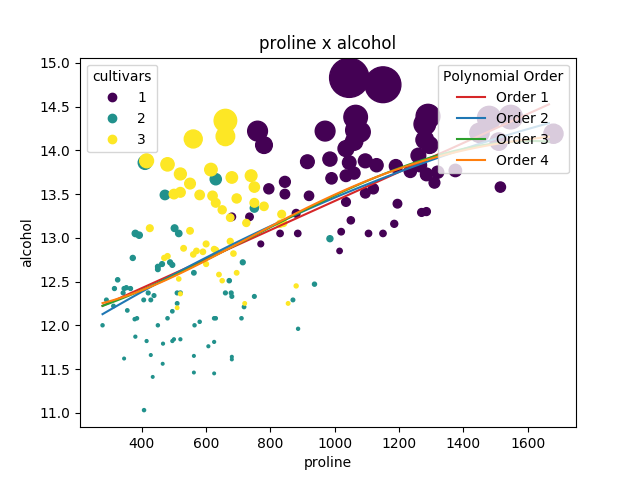 proline x alcohol
15.0
14.5
14.0
13.5
13.0
12.5
12.0
11.5
11.0
alcohol
cultivars
1
2
3
Polynomial Order
Order 1
Order 2
Order 3
Order 4
400 600 800 1000 1200 1400 1600
proline